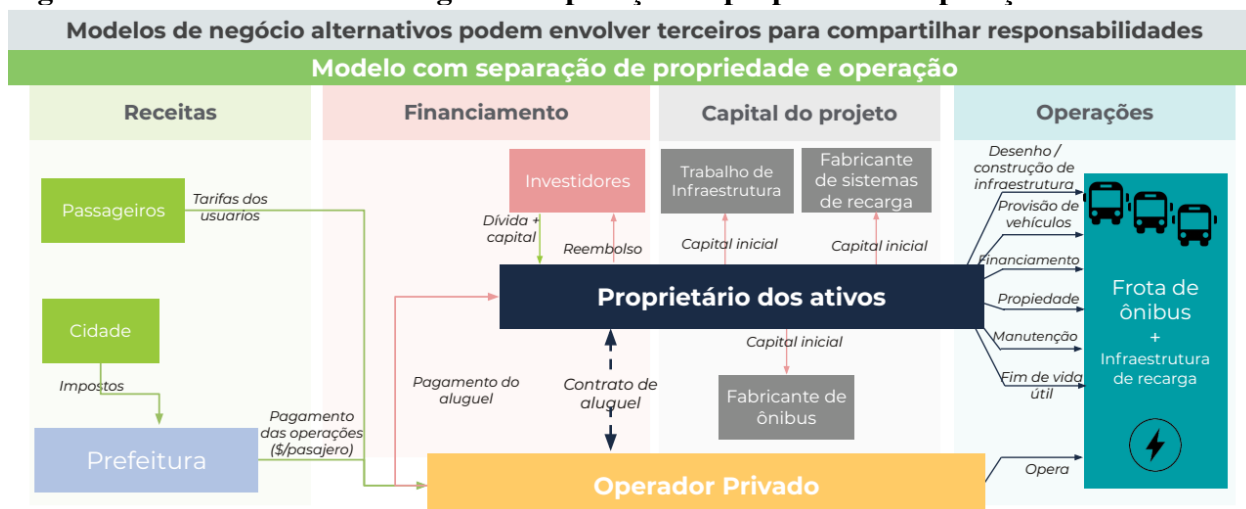 Modelos de negócio alternativos podem envolver terceiros para compartilhar responsabilidades
Modelo com separação de propriedade e operação
Receitas
Financiamento
Capital do projeto
Operações
Passageiros
Tarifas dos
usuarios
Cidade
Impostos
Prefeitura
Pagamento
das operações
($/pasajero)
Investidores
Dívida +
capital
Reembolso
Trabalho de
Infraestrutura
Fabricante
de sistemas
de recarga
Capital inicial
Capital inicial
Proprietário dos ativos
Pagamento do
aluguel
Contrato de
aluguel
Capital inicial
Fabricante de
ônibus
Operador Privado
Desenho /
construção de
infraestrutura
Provisão de
vehículos
Financiamento
Propiedade
Manutenção
Fim de vida
útil
Opera
Frota de
ônibus
+
Infraestrutura
de recarga